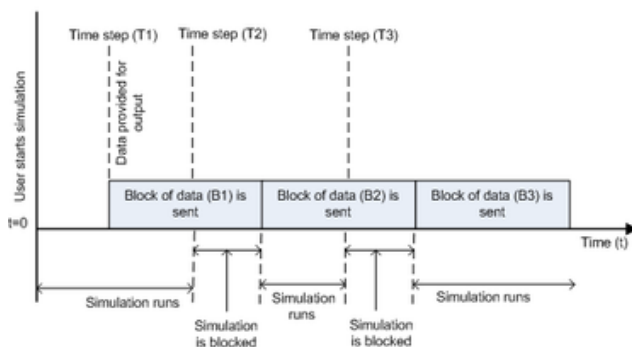 Time step (T1)
Time step (T2)
Time step (T3)
User starts simulation
Data provided for
output
Block of data (B1) is
sent
Block of data (B2) is
sent
Block of data (B3) is
sent
t=0
Time (t)
Simulation runs
Simulation
is blocked
Simulation
runs
Simulation
is blocked
Simulation runs